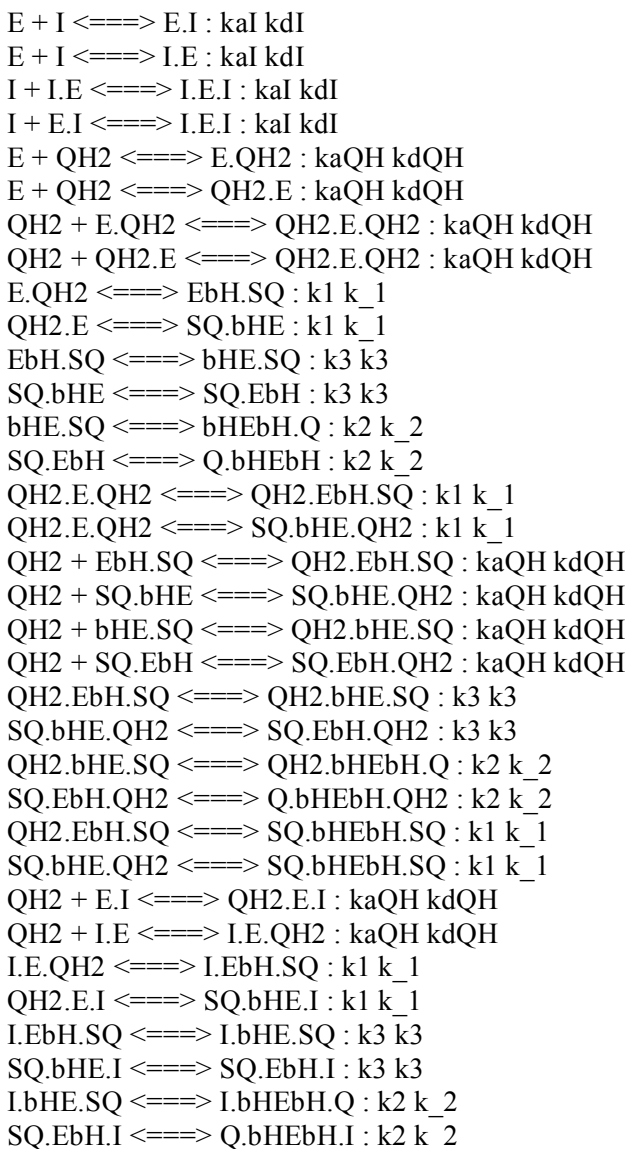 E + I <===> E.I : kaI kdI
E + I <===> I.E : kaI kdI
I + I.E <===> I.E.I : kaI kdI
I + E.I <===> I.E.I : kaI kdI
E + QH2 <===> E.QH2 : kaQH kdQH
E + QH2 <===> QH2.E : kaQH kdQH
QH2 + E.QH2 <===> QH2.E.QH2 : kaQH kdQH
QH2 + QH2.E <===> QH2.E.QH2 : kaQH kdQH
E.QH2 <===> EbH.SQ : k1 k_1
QH2.E <===> SQ.bHE : k1 k_1
EbH.SQ <===> bHE.SQ : k3 k3
SQ.bHE <===> SQ.EbH : k3 k3
bHE.SQ <===> bHEbH.Q : k2 k_2
SQ.EbH <===> Q.bHEbH : k2 k_2
QH2.E.QH2 <===> QH2.EbH.SQ : k1 k_1
QH2.E.QH2 <===> SQ.bHE.QH2 : k1 k_1
QH2 + EbH.SQ <===> QH2.EbH.SQ : kaQH kdQH
QH2 + SQ.bHE <===> SQ.bHE.QH2 : kaQH kdQH
QH2 + bHE.SQ <===> QH2.bHE.SQ : kaQH kdQH
QH2 + SQ.EbH <===> SQ.EbH.QH2 : kaQH kdQH
QH2.EbH.SQ <===> QH2.bHE.SQ : k3 k3
SQ.bHE.QH2 <===> SQ.EbH.QH2 : k3 k3
QH2.bHE.SQ <===> QH2.bHEbH.Q : k2 k_2
SQ.EbH.QH2 <===> Q.bHEbH.QH2 : k2 k_2
QH2.EbH.SQ <===> SQ.bHEbH.SQ : k1 k_1
SQ.bHE.QH2 <===> SQ.bHEbH.SQ : k1 k_1
QH2 + E.I <===> QH2.E.I : kaQH kdQH
QH2 + I.E <===> I.E.QH2 : kaQH kdQH
I.E.QH2 <===> I.EbH.SQ : k1 k_1
QH2.E.I <===> SQ.bHE.I : k1 k_1
I.EbH.SQ <===> I.bHE.SQ : k3 k3
SQ.bHE.I <===> SQ.EbH.I : k3 k3
I.bHE.SQ <===> I.bHEbH.Q : k2 k_2
SQ.EbH.I <===> Q.bHEbH.I : k2 k_2